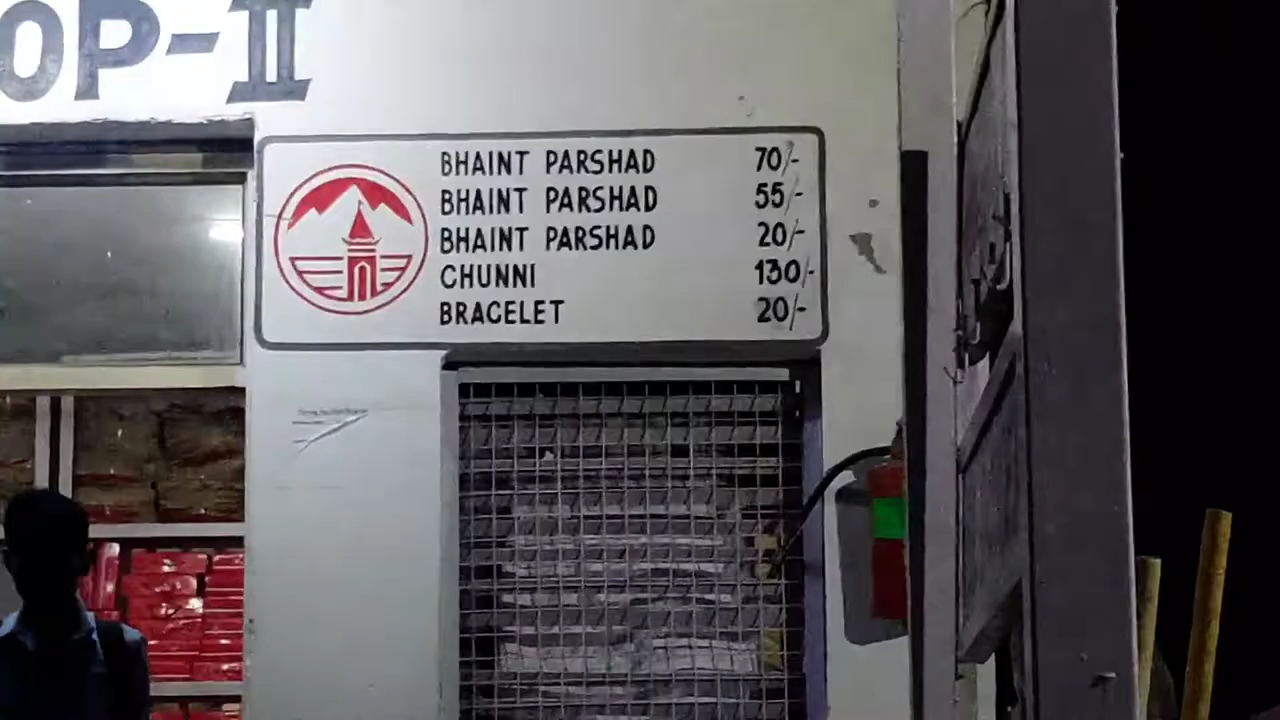 OP-II
BHAINT PARSHAD 70/-
BHAINT PARSHAD 55/-
BHAINT PARSHAD 20/-
CHUNNI 130/-
BRACELET 20/-